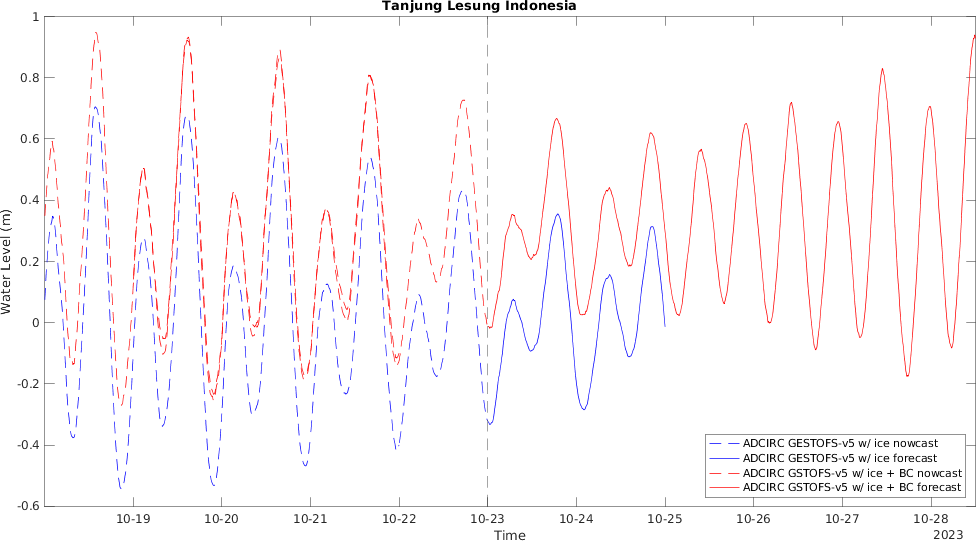 Tanjung Lesung Indonesia
1
0.8
0.6
0.4
0.2
0
-0.2
-0.4
-0.6
Water Level (m)
10-19 10-20 10-21 10-22 10-23 10-24 10-25 10-26 10-27 10-28
Time
2023
ADCIRC GESTOFS-v5 w/ ice nowcast
ADCIRC GESTOFS-v5 w/ ice forecast
ADCIRC GSTOFS-v5 w/ ice + BC nowcast
ADCIRC GSTOFS-v5 w/ ice + BC forecast